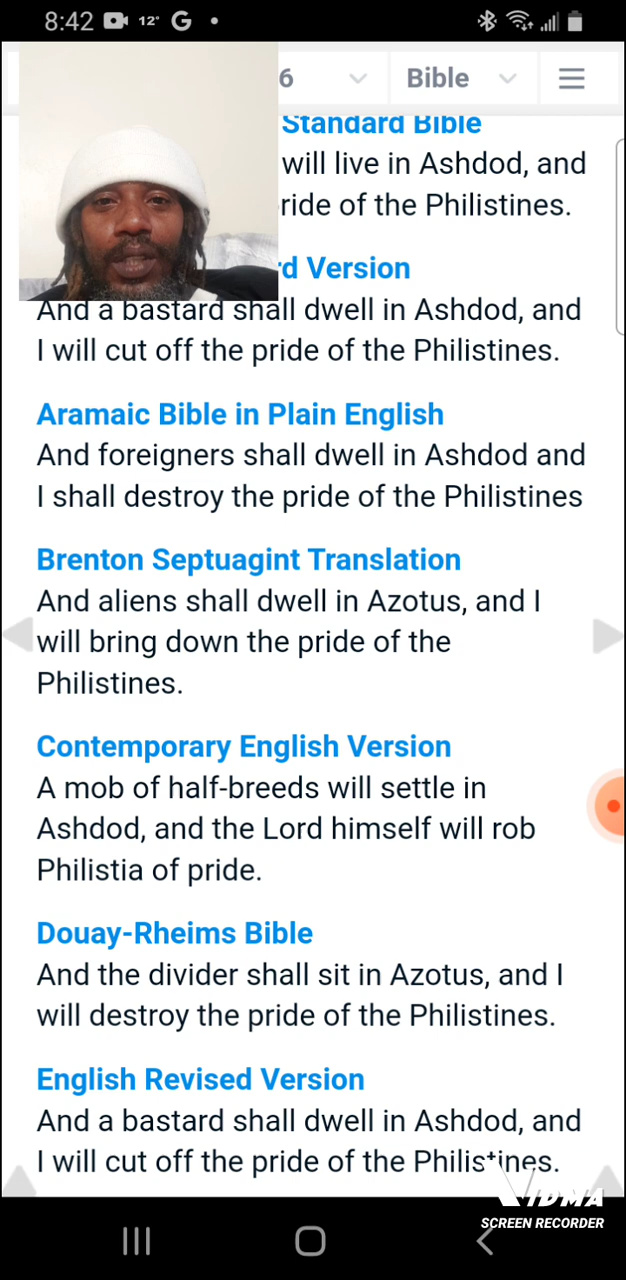 8:42 12° G
6 Bible
Standard Bible
will live in Ashdod, and
ride of the Philistines.
rd Version
And a bastard shall dwell in Ashdod, and
I will cut off the pride of the Philistines.
Aramaic Bible in Plain English
And foreigners shall dwell in Ashdod and
I shall destroy the pride of the Philistines
Brenton Septuagint Translation
And aliens shall dwell in Azotus, and I
will bring down the pride of the
Philistines.
Contemporary English Version
A mob of half-breeds will settle in
Ashdod, and the Lord himself will rob
Philistia of pride.
Douay-Rheims Bible
And the divider shall sit in Azotus, and I
will destroy the pride of the Philistines.
English Revised Version
And a bastard shall dwell in Ashdod, and
I will cut off the pride of the Philistines.
VIDMA
SCREEN RECORDER